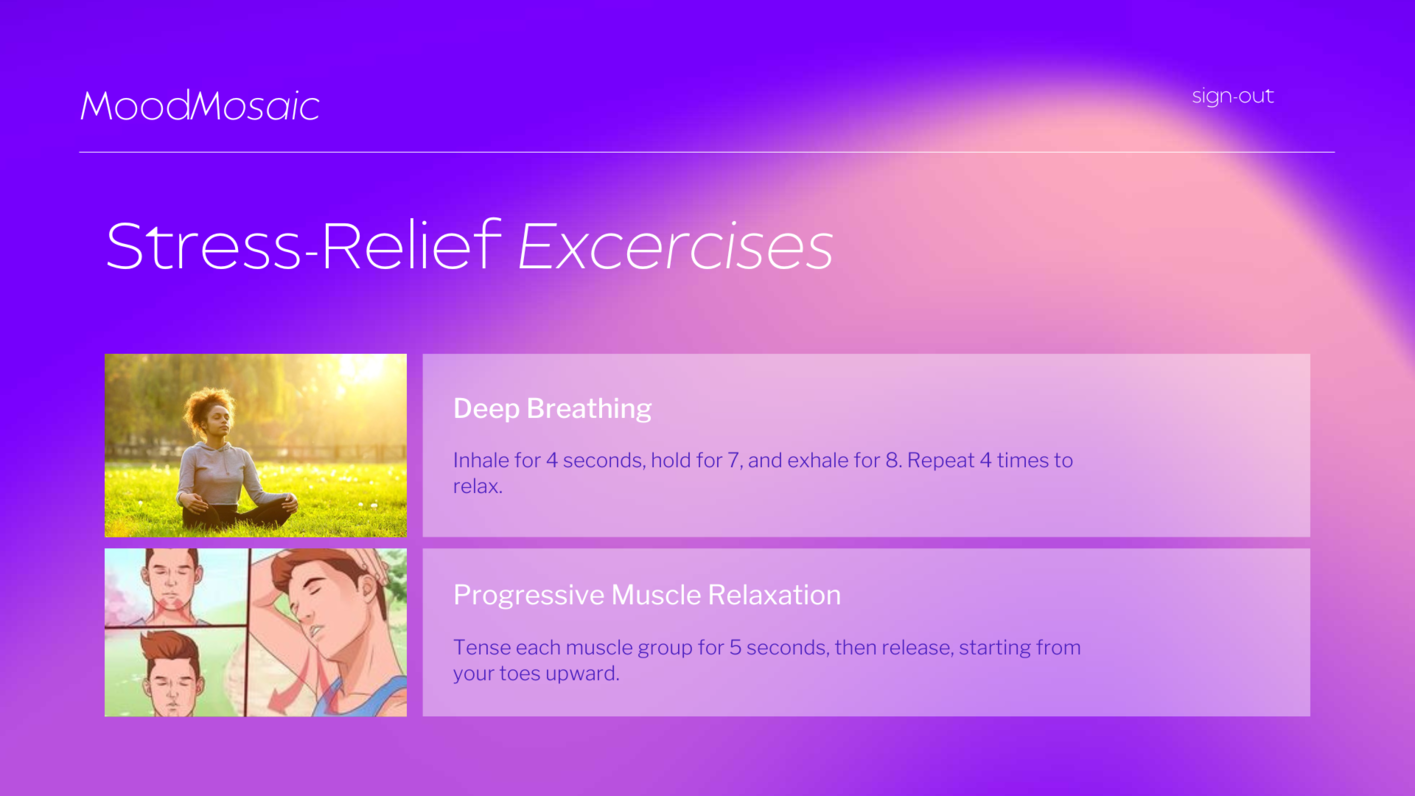 MoodMosaic
sign-out
Stress-Relief Excercises
Deep Breathing
Inhale for 4 seconds, hold for 7, and exhale for 8. Repeat 4 times to
relax.
Progressive Muscle Relaxation
Tense each muscle group for 5 seconds, then release, starting from
your toes upward.